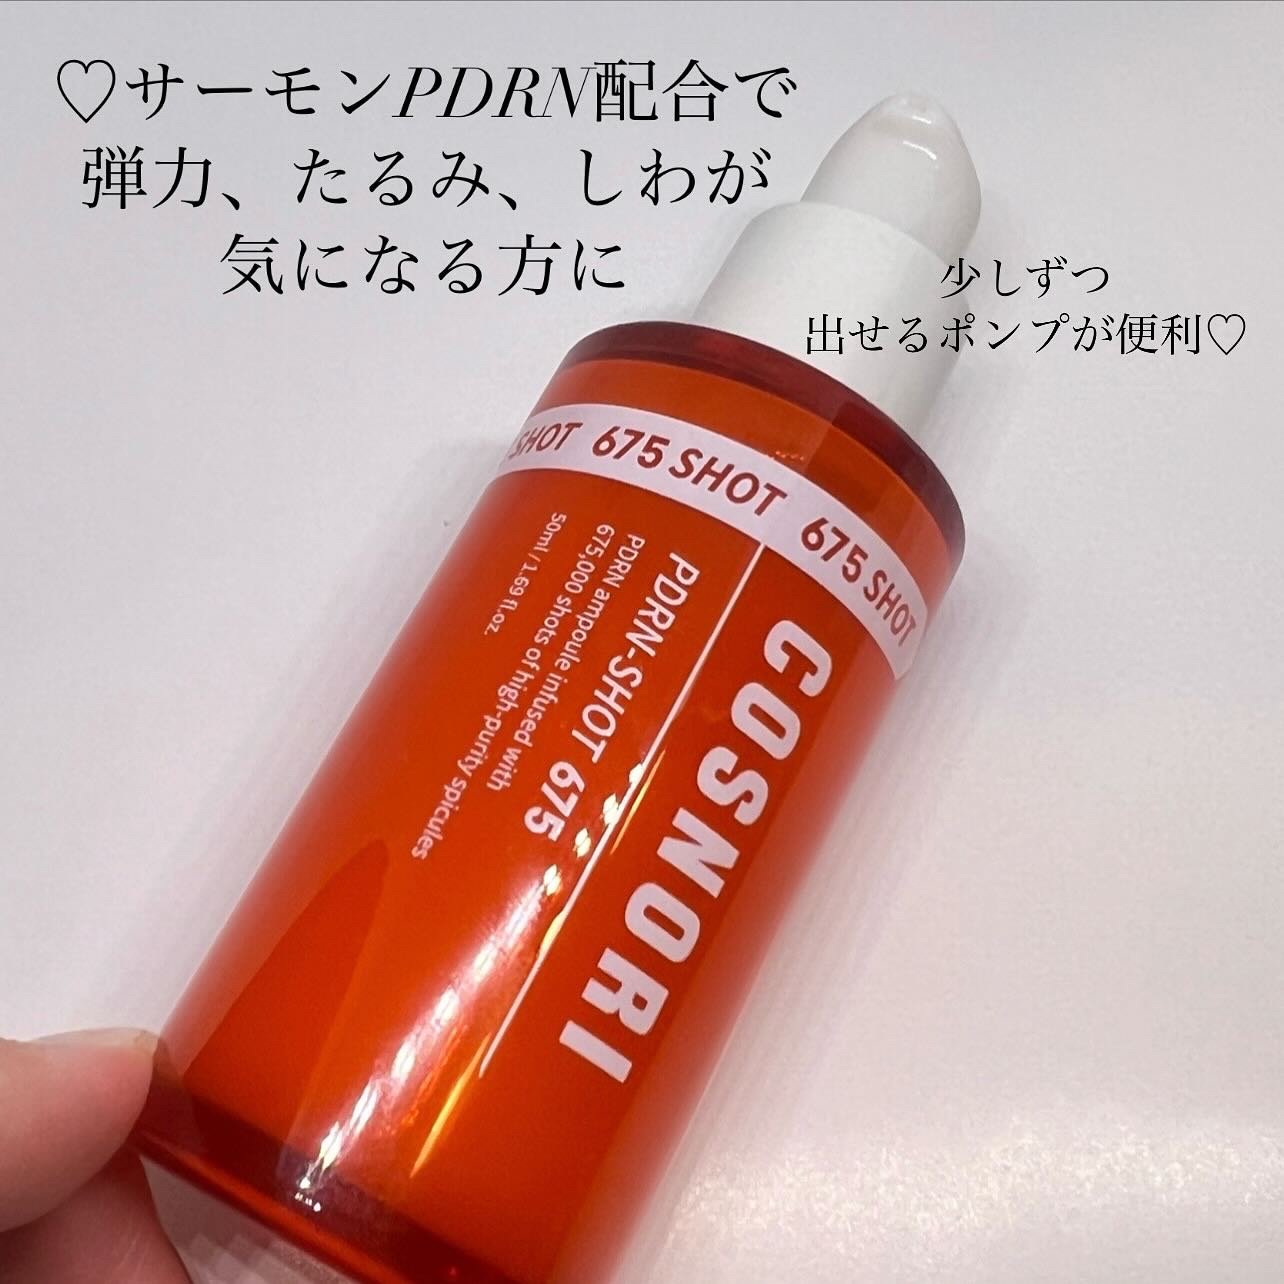 ♡サーモンPDRN配合で
弾力、たるみ、しわが
気になる方に
少しずつ
出せるポンプが便利♡
SHOT 675 SHOT 675 SHOT
COSNORI
PDRN-SHOT 675
PDRN ampoule infused with
675,000 shots of high-purity spicules
50ml / 1.69 fl.oz.